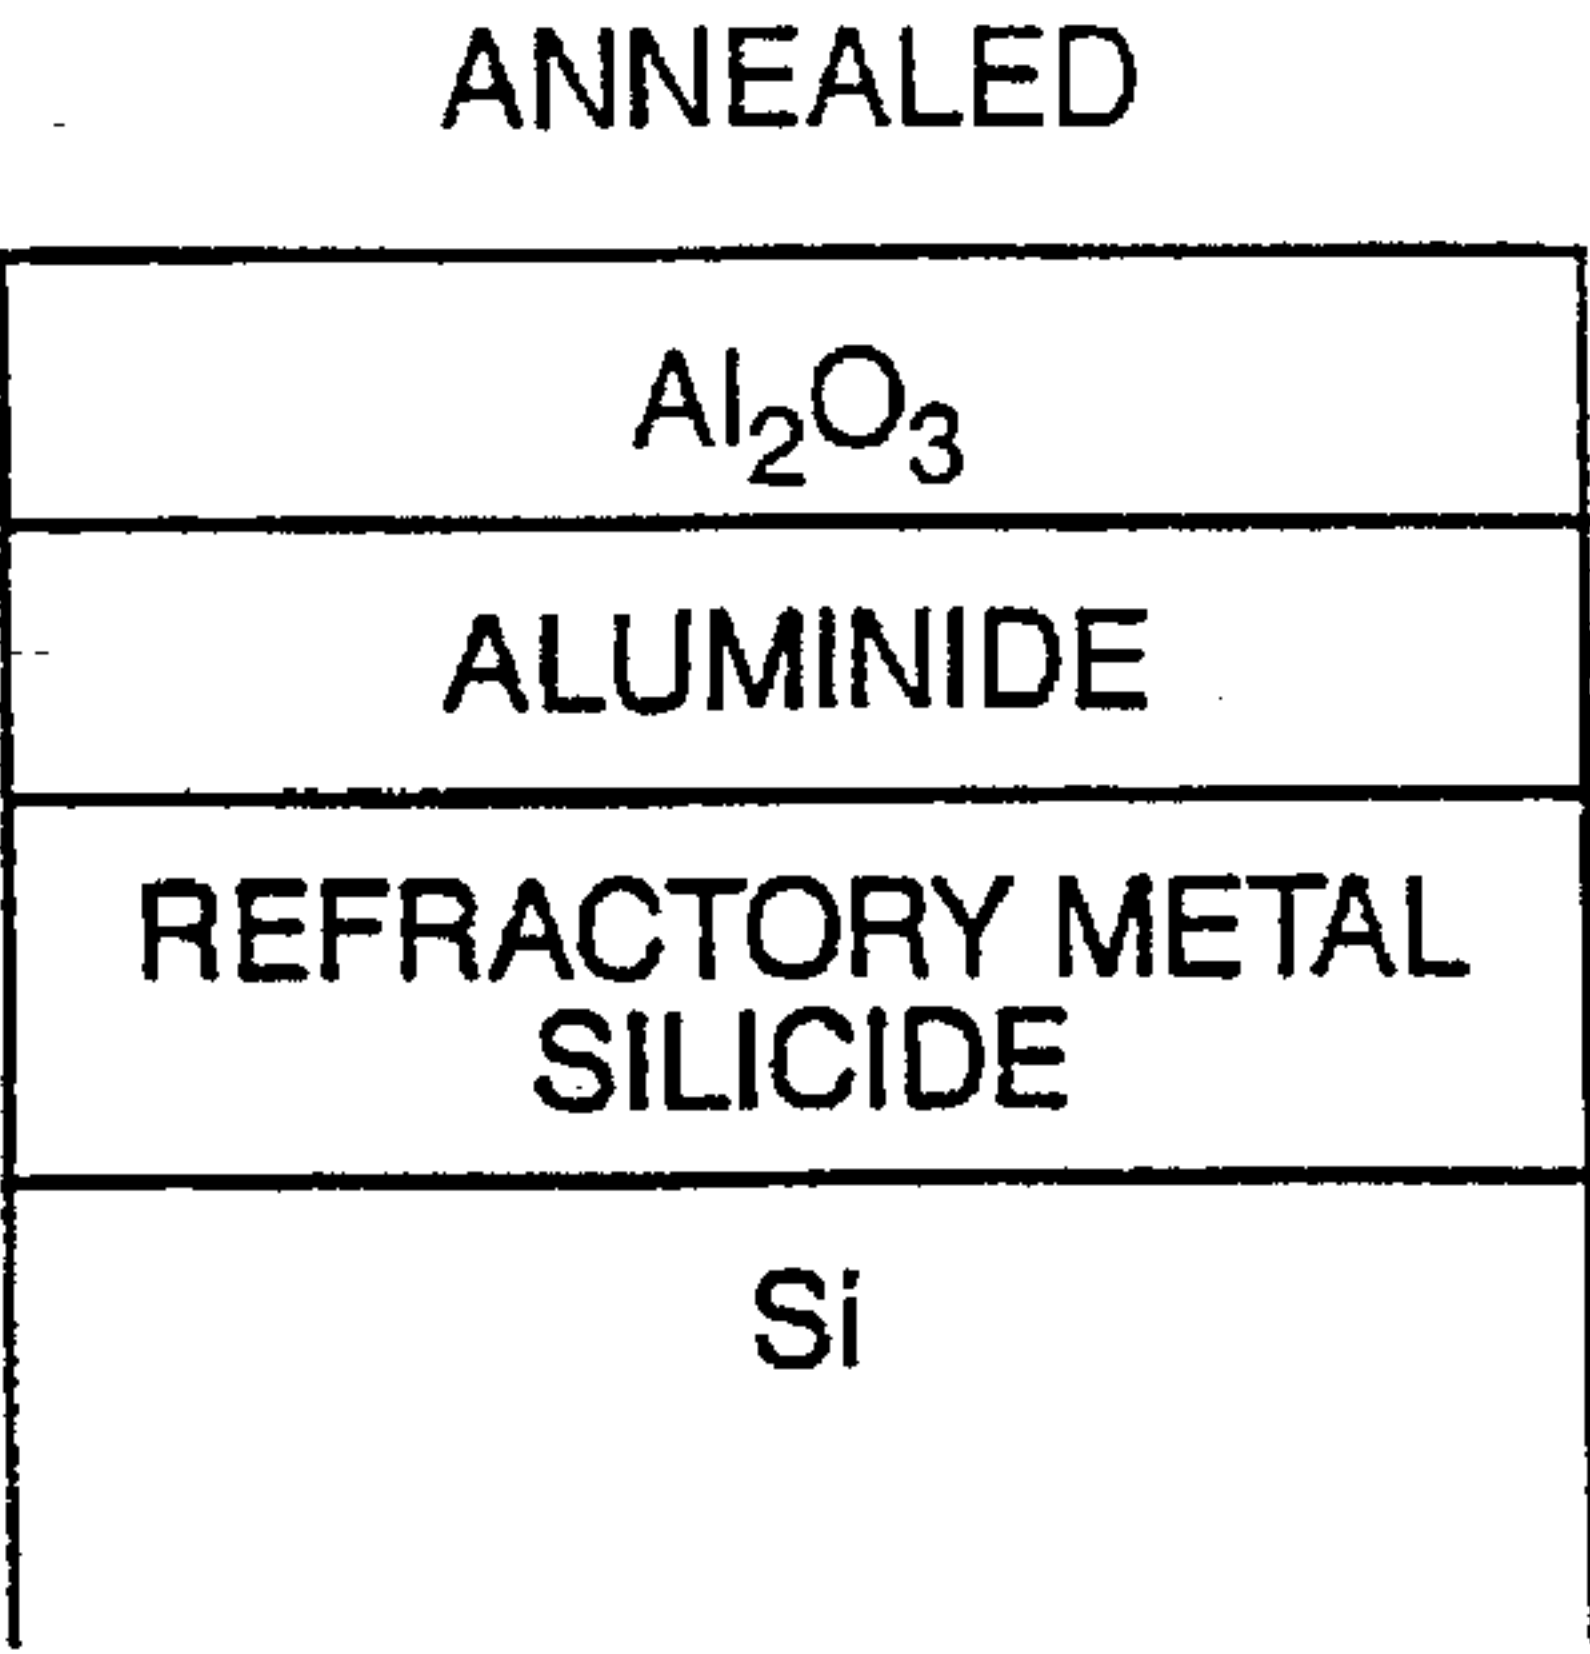 ANNEALED
Al₂O₃
ALUMINIDE
REFRACTORY METAL
SILICIDE
Si